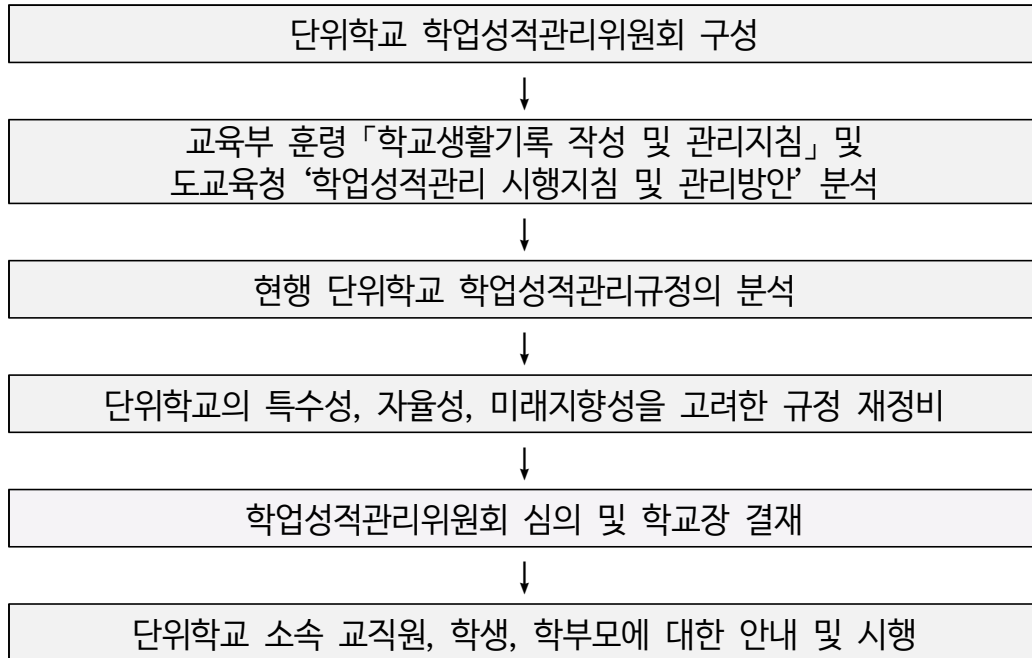 단위학교 학업성적관리위원회 구성
교육부 훈령「학교생활기록 작성 및 관리지침」및
도교육청 ‘학업성적관리 시행지침 및 관리방안’ 분석
현행 단위학교 학업성적관리규정의 분석
단위학교의 특수성, 자율성, 미래지향성을 고려한 규정 재정비
학업성적관리위원회 심의 및 학교장 결재
단위학교 소속 교직원, 학생, 학부모에 대한 안내 및 시행